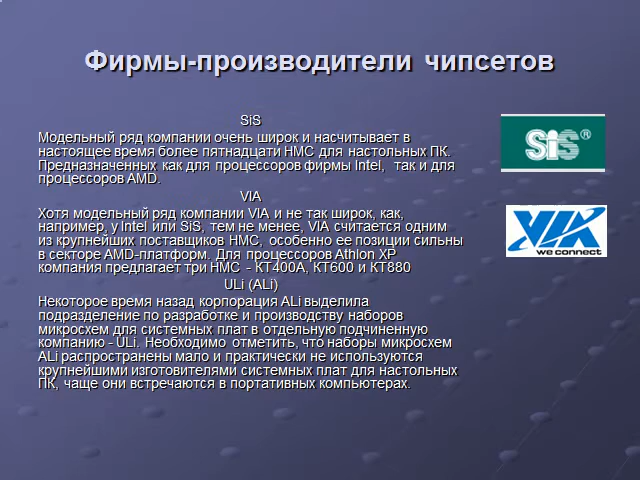 Фирмы-производители чипсетов
SiS
Модельный ряд компании очень широк и насчитывает в
настоящее время более пятнадцати НМС для настольных ПК.
Предназначенных как для процессоров фирмы Intel, так и для
процессоров AMD.
VIA
Хотя модельный ряд компании VIA и не так широк, как,
например, у Intel или SiS, тем не менее, VIA считается одним
из крупнейших поставщиков НМС, особенно ее позиции сильны
в секторе AMD-платформ. Для процессоров Athlon XP
компания предлагает три НМС - КТ400А, КТ600 и КТ880
ULi (ALi)
Некоторое время назад корпорация ALi выделила
подразделение по разработке и производству наборов
микросхем для системных плат в отдельную подчиненную
компанию - ULi. Необходимо отметить, что наборы микросхем
ALi распространены мало и практически не используются
крупнейшими изготовителями системных плат для настольных
ПК, чаще они встречаются в портативных компьютерах.
SiS®
VIA
we connect